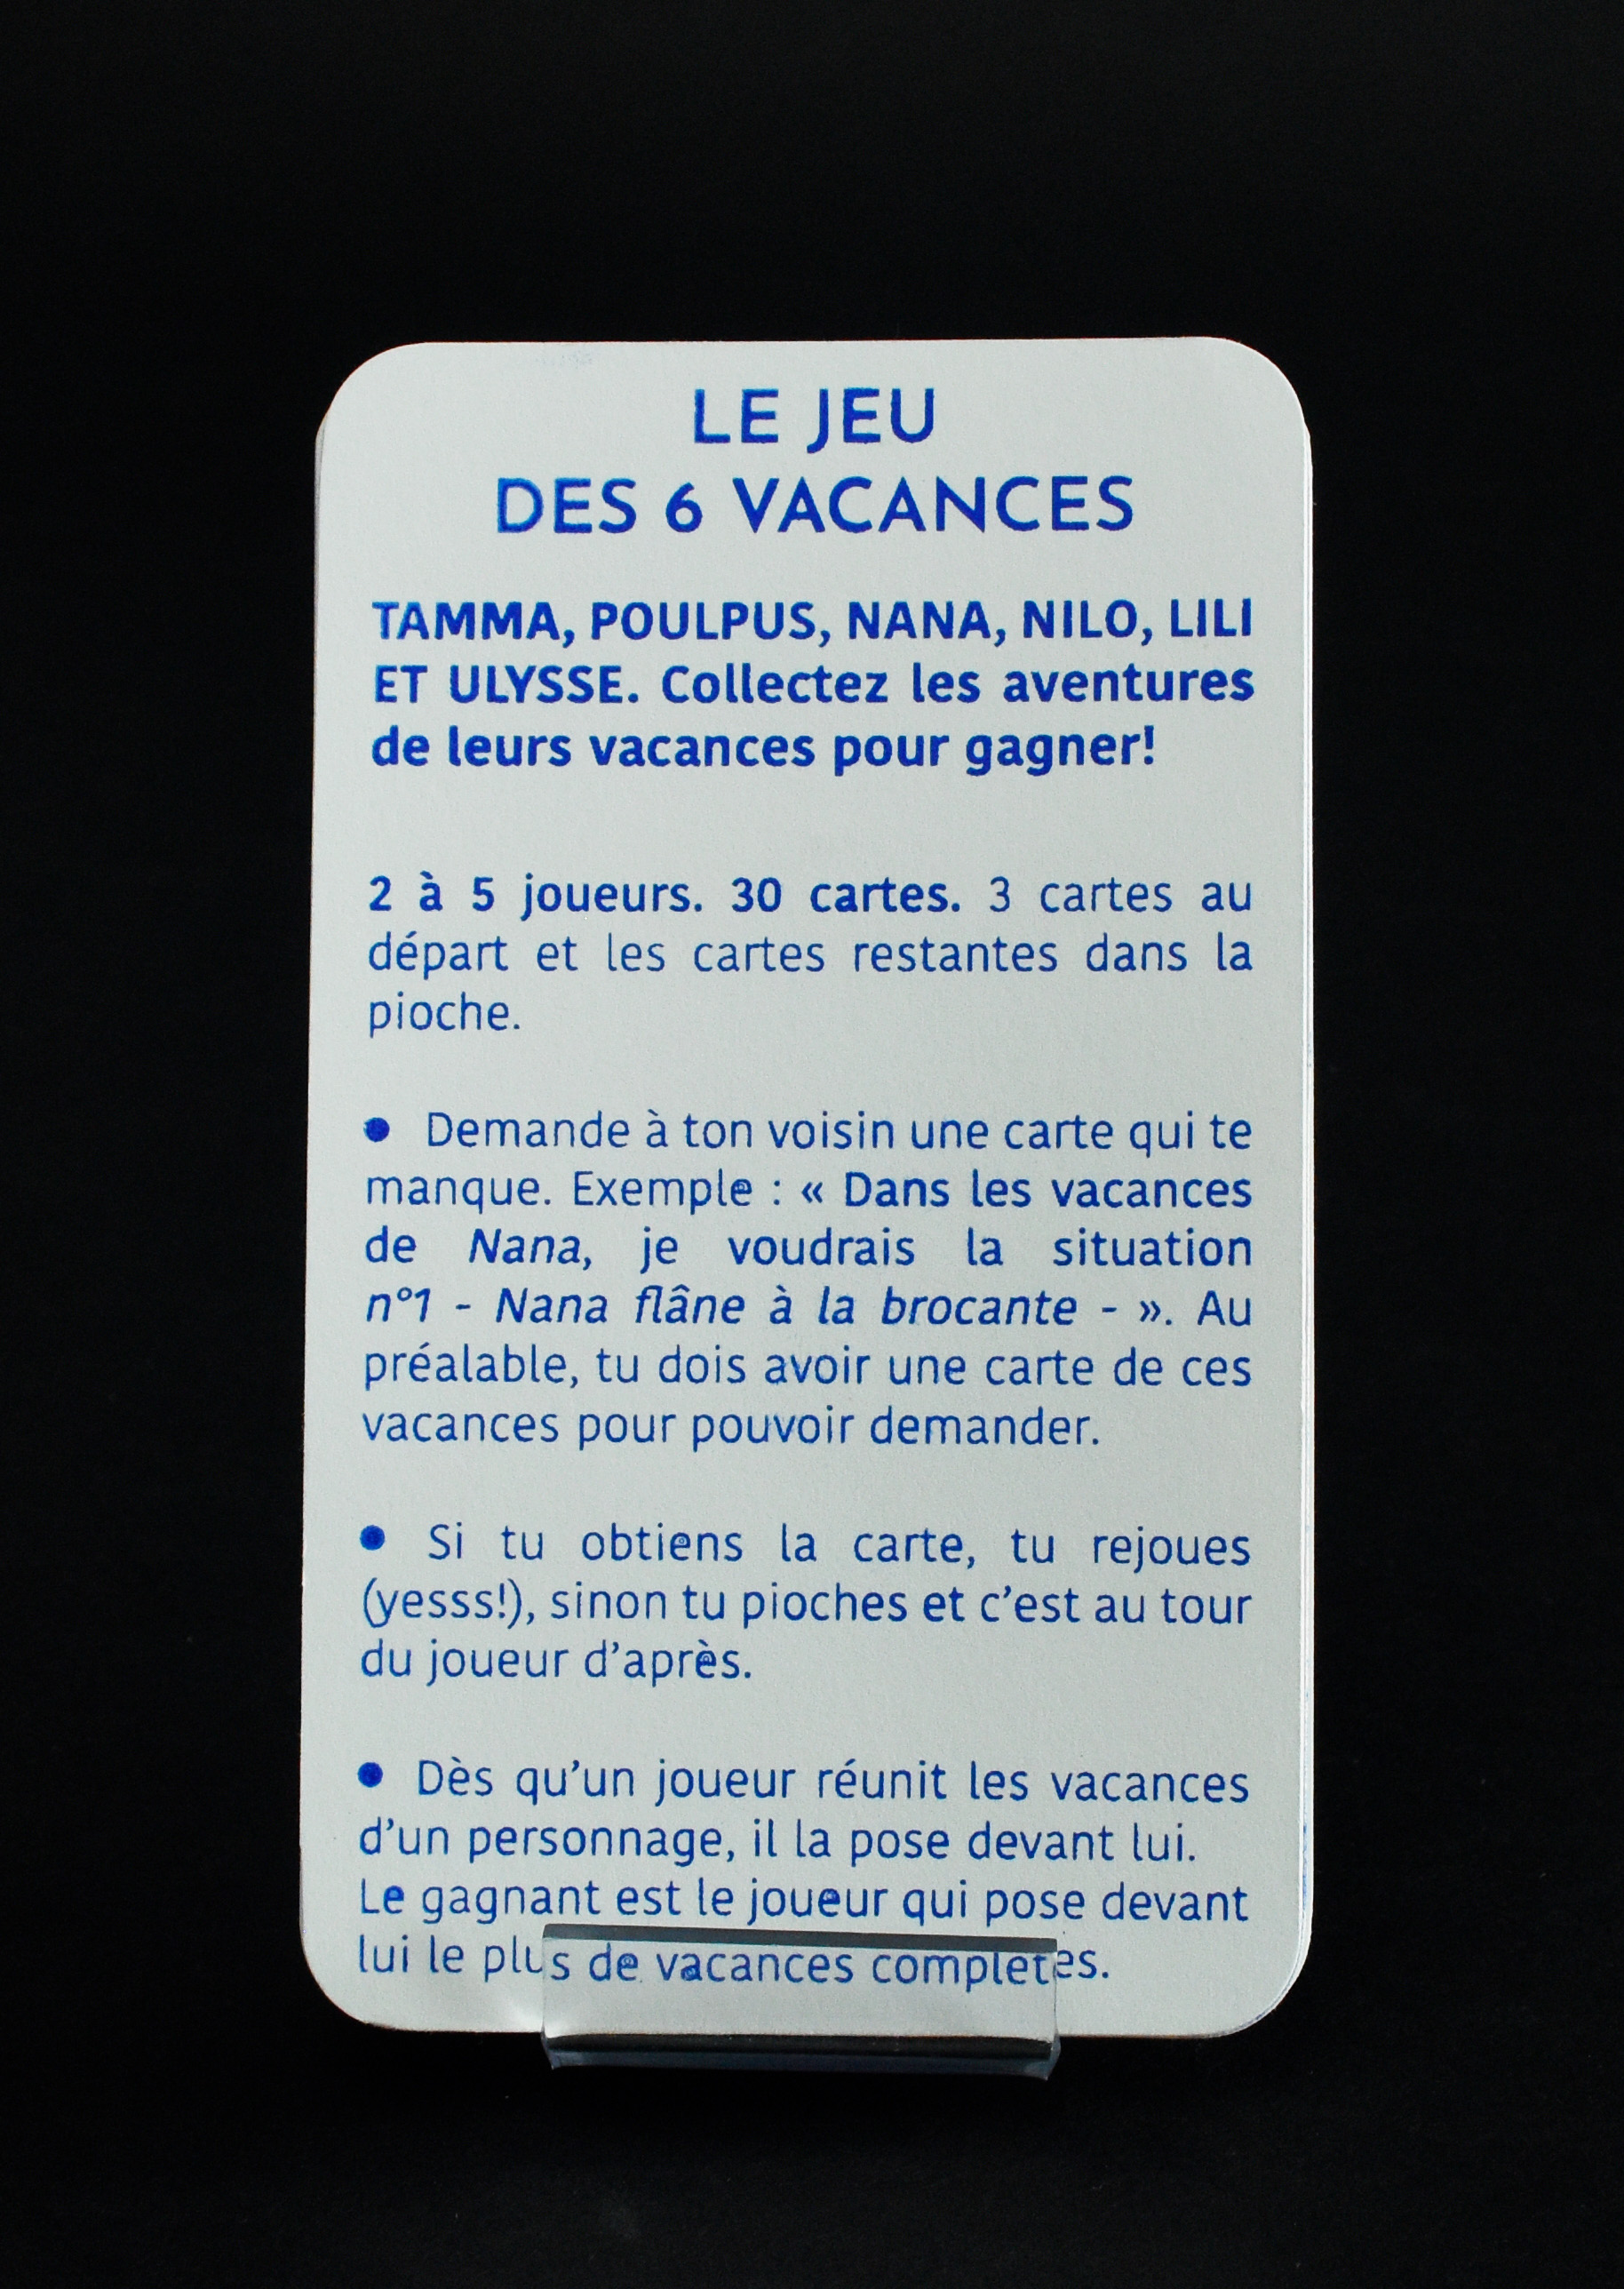 LE JEU
DES 6 VACANCES
TAMMA, POULPUS, NANA, NILO, LILI
ET ULYSSE. Collectez les aventures
de leurs vacances pour gagner!
2 à 5 joueurs. 30 cartes. 3 cartes au
départ et les cartes restantes dans la
pioche.
● Demande à ton voisin une carte qui te
manque. Exemple : « Dans les vacances
de Nana, je voudrais la situation
n°1 - Nana flâne à la brocante - ». Au
préalable, tu dois avoir une carte de ces
vacances pour pouvoir demander.
● Si tu obtiens la carte, tu rejoues
(yesss!), sinon tu pioches et c’est au tour
du joueur d’après.
● Dès qu’un joueur réunit les vacances
d’un personnage, il la pose devant lui.
Le gagnant est le joueur qui pose devant
lui le plus de vacances complètes.